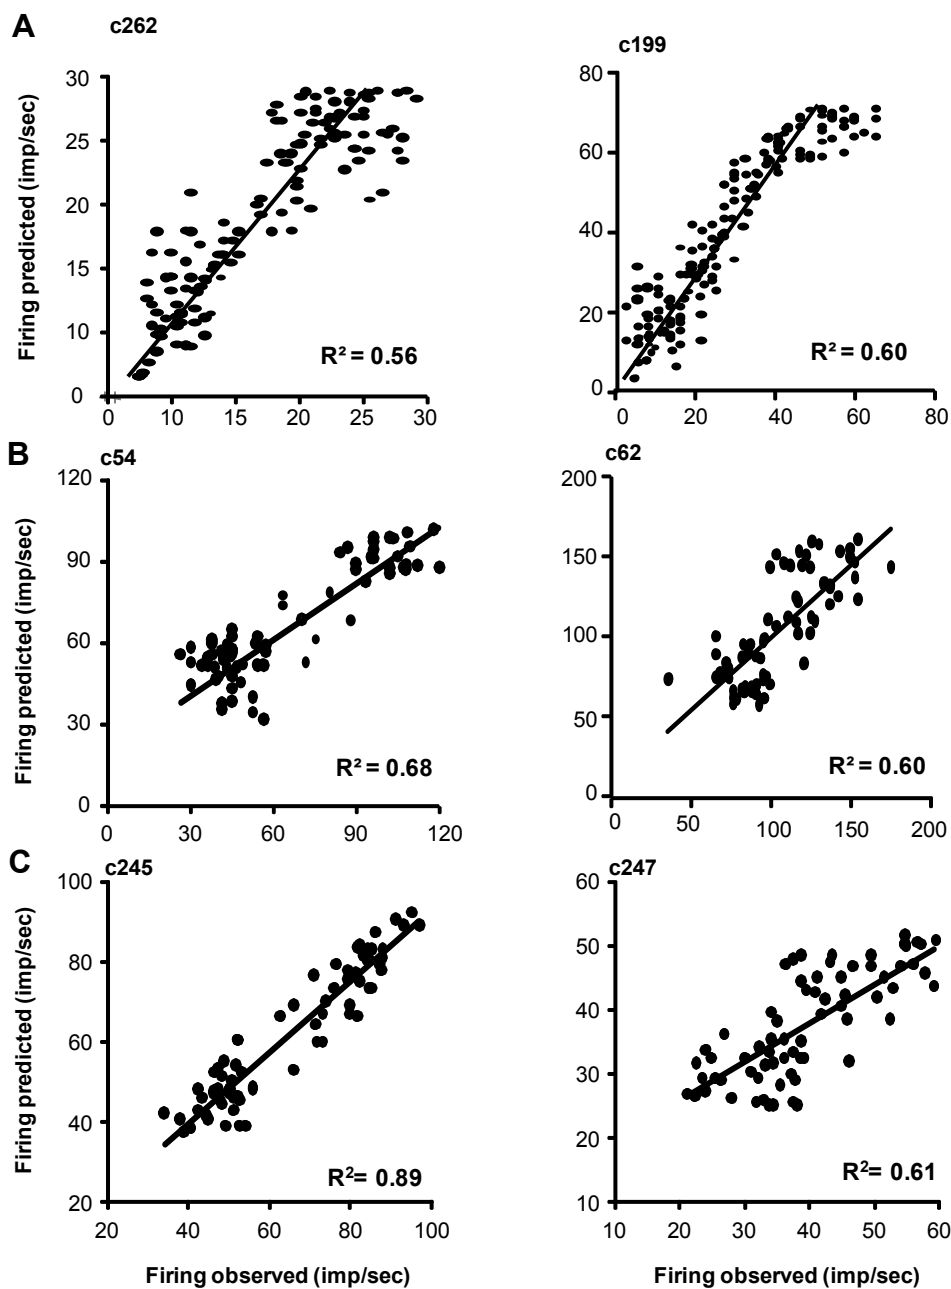 A
c262
Firing predicted (imp/sec)
30
25
20
15
10
0
0 10 15 20 25 30
R² = 0.56
c199
80
60
40
20
0
0 20 40 60 80
R² = 0.60
B
c54
Firing predicted (imp/sec)
120
90
60
30
0
0 30 60 90 120
R² = 0.68
c62
200
150
100
50
0
0 50 100 150 200
R² = 0.60
C
c245
Firing predicted (imp/sec)
100
80
60
40
20
20 40 60 80 100
R²= 0.89
Firing observed (imp/sec)
c247
60
50
40
30
20
10
10 20 30 40 50 60
R²= 0.61
Firing observed (imp/sec)